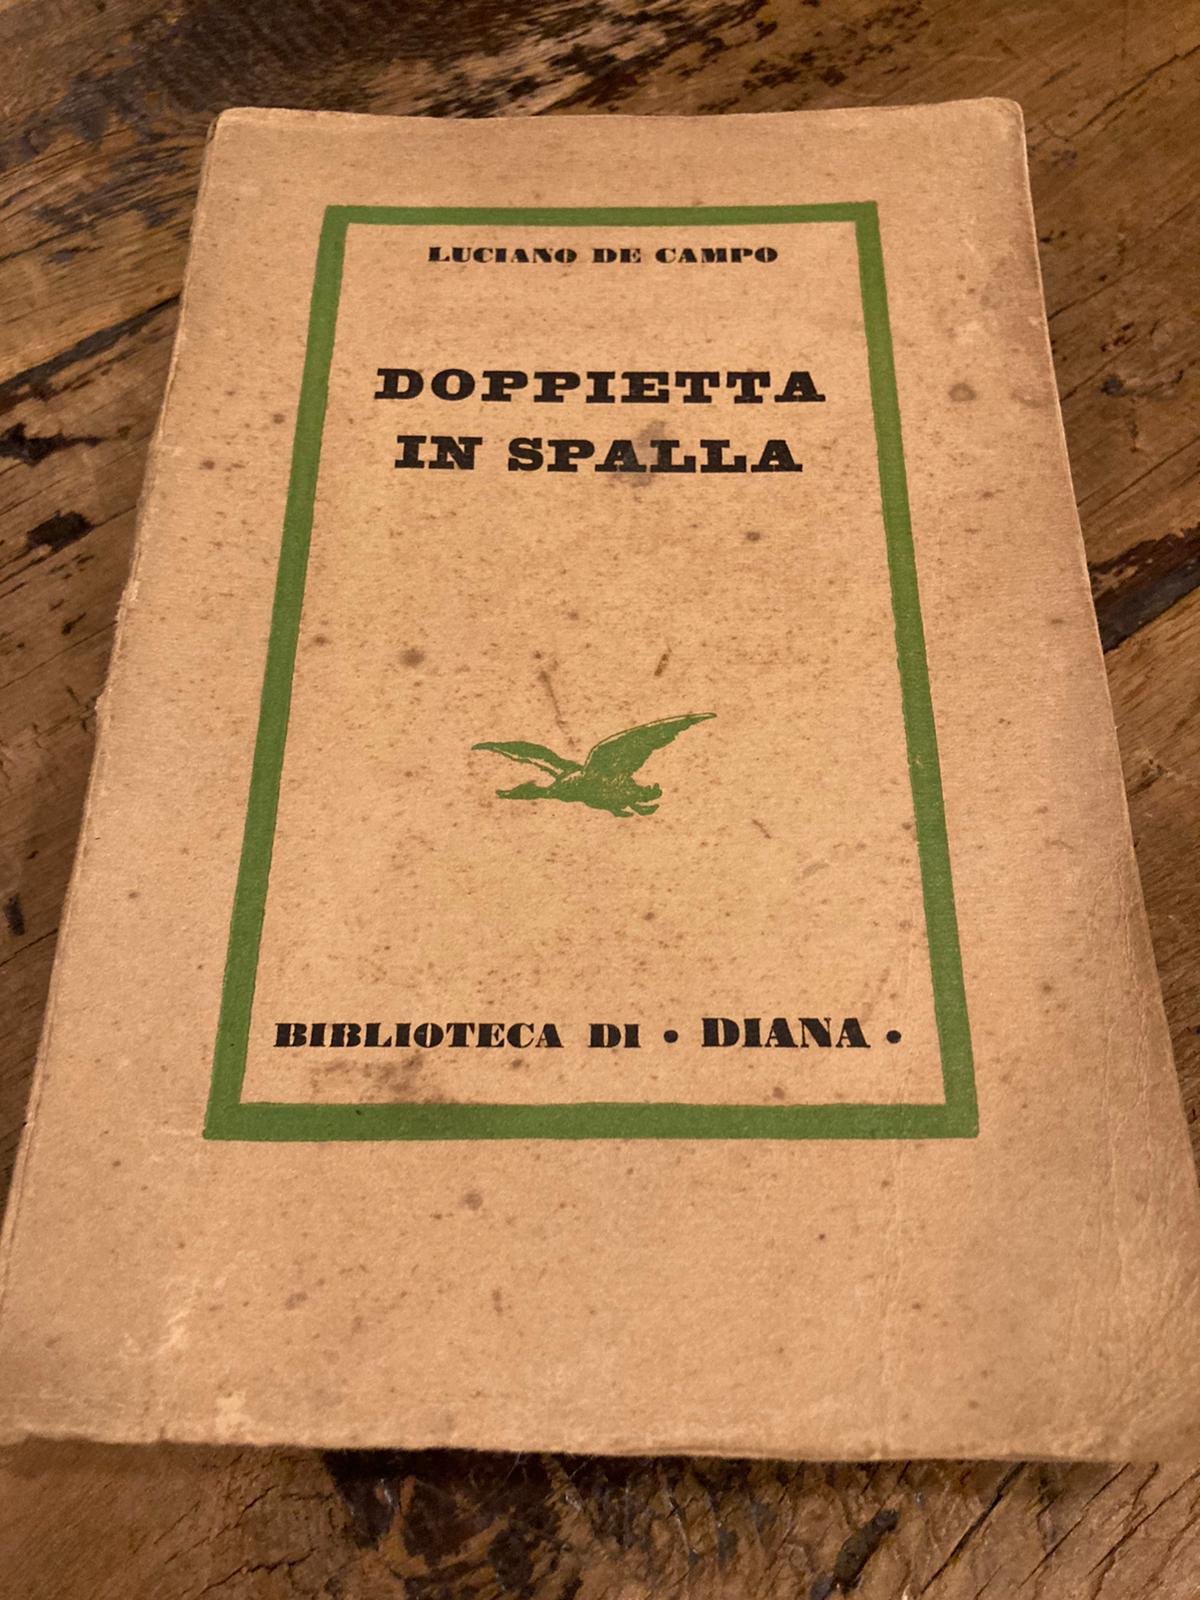 LUCIANO DE CAMPO
DOPPIETTA
IN SPALLA
BIBLIOTECA DI • DIANA •